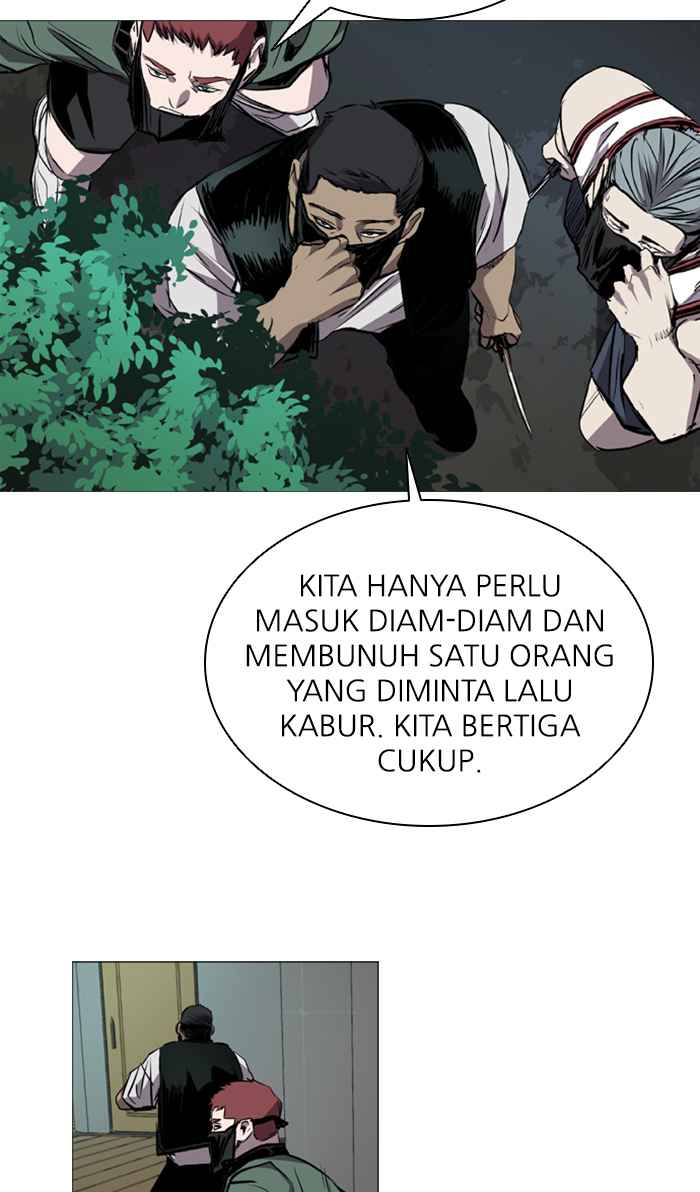 KITA HANYA PERLU
MASUK DIAM-DIAM DAN
MEMBUNUH SATU ORANG
YANG DIMINTA LALU
KABUR. KITA BERTIGA
CUKUP.